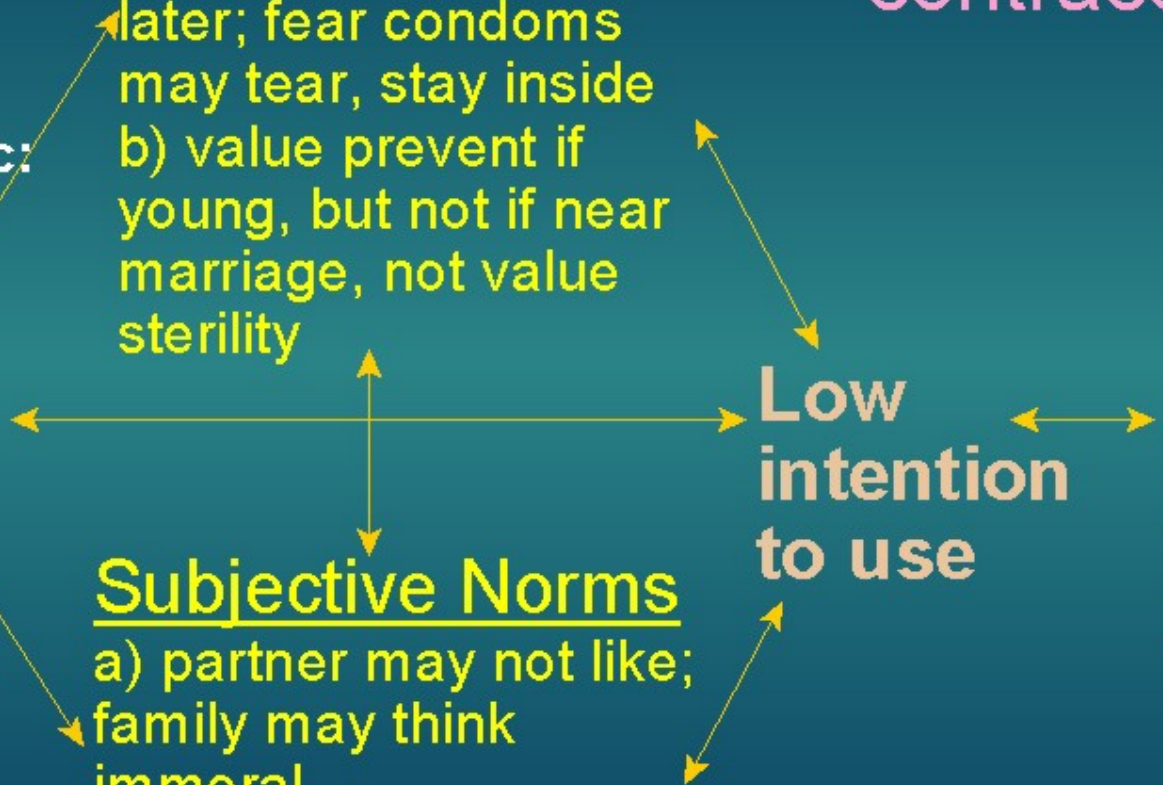 later; fear condoms
may tear, stay inside
b) value prevent if
young, but not if near
marriage, not value
sterility
Low
intention
to use
Subjective Norms
a) partner may not like;
family may think
immoral